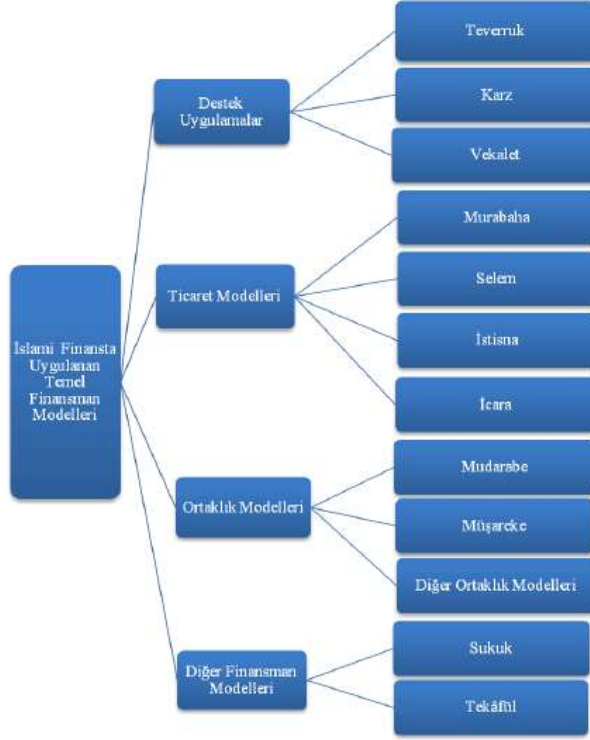 İslami Finansta
Uygulanan
Temel
Finansman
Modelleri
Destek
Uygulamalar
Teverruk
Karz
Vekalet
Ticaret Modelleri
Murabaha
Selem
İstisna
İcara
Ortaklık Modelleri
Mudarabe
Müşareke
Diğer Ortaklık Modelleri
Diğer Finansman
Modelleri
Sukuk
Tekâfül